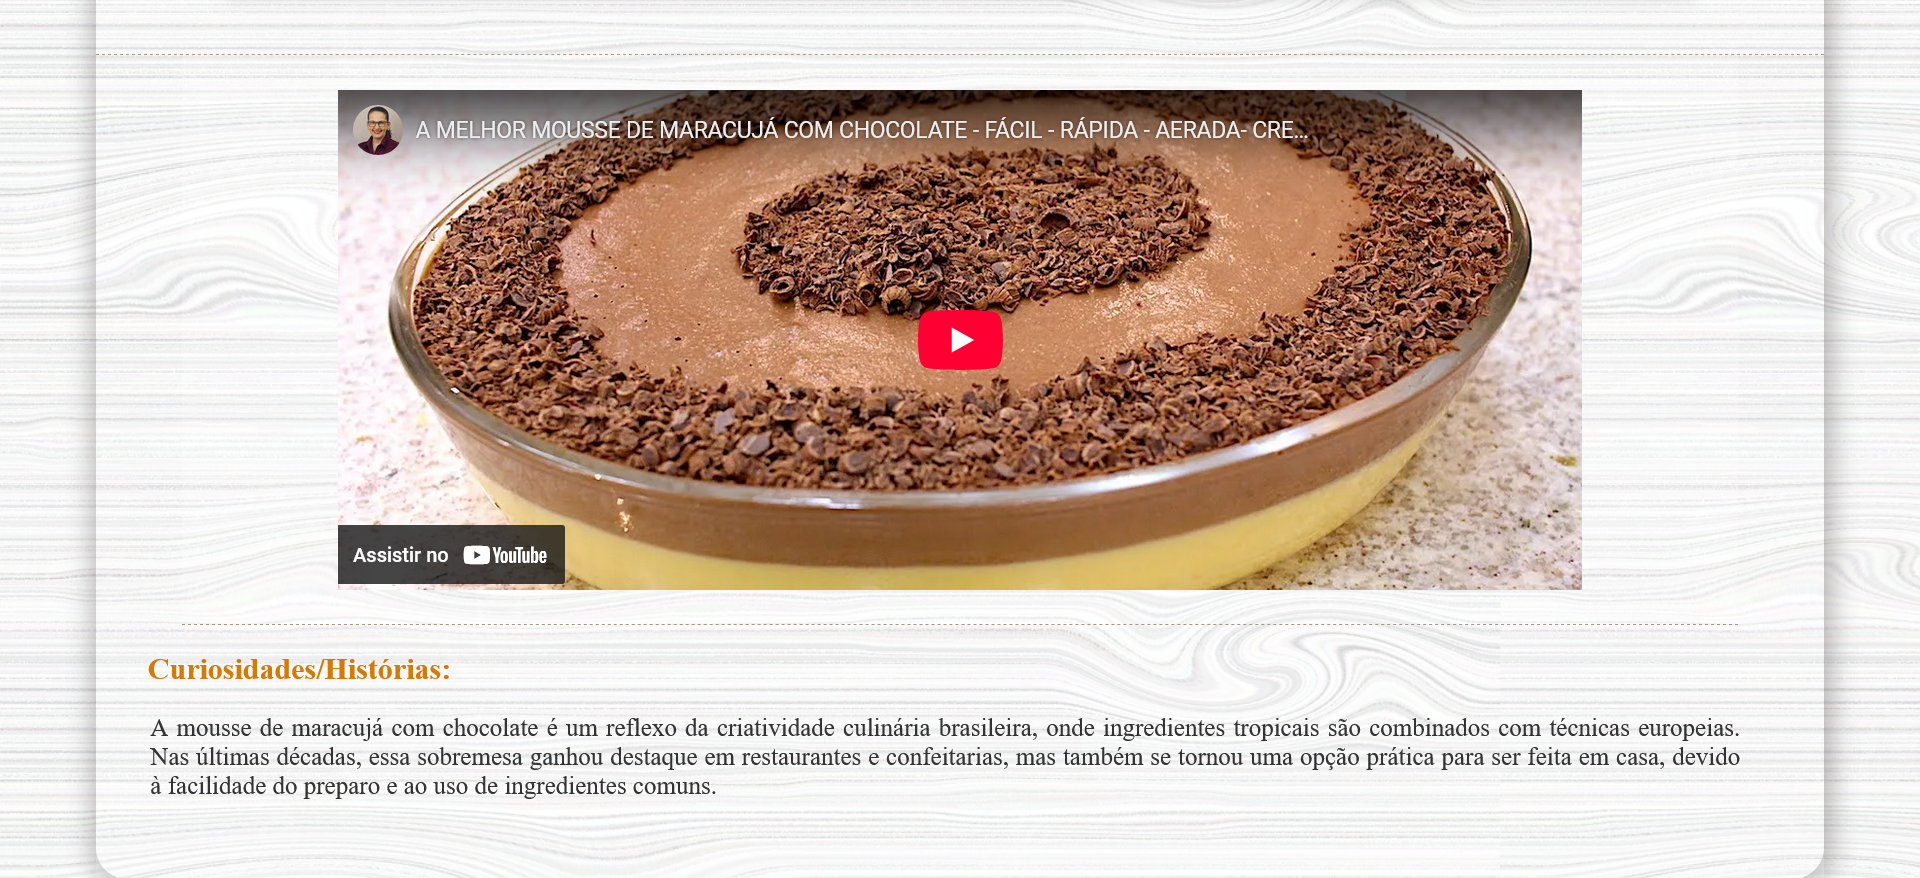 A MELHOR MOUSSE DE MARACUJÁ COM CHOCOLATE - FÁCIL - RÁPIDA - AERADA- CRE...
Assistir no YouTube
Curiosidades/Histórias:
A mousse de maracujá com chocolate é um reflexo da criatividade culinária brasileira, onde ingredientes tropicais são combinados com técnicas europeias.
Nas últimas décadas, essa sobremesa ganhou destaque em restaurantes e confeitarias, mas também se tornou uma opção prática para ser feita em casa, devido
à facilidade do preparo e ao uso de ingredientes comuns.